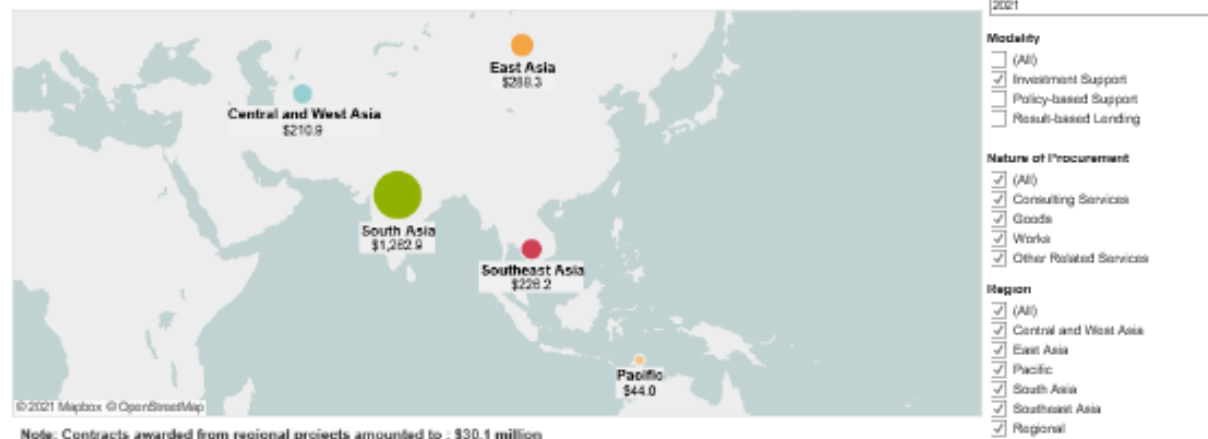 2021
Modality
(All)
Investment Support
Policy-based Support
Result-based Lending
Nature of Procurement
(All)
Consulting Services
Goods
Works
Other Related Services
Region
(All)
Central and West Asia
East Asia
Pacific
South Asia
Southeast Asia
Regional
East Asia
$288.3
Central and West Asia
$210.9
South Asia
$1,262.9
Southeast Asia
$226.2
Pacific
$44.0
© 2021 Mapbox © OpenStreetMap
Note: Contracts awarded from regional projects amounted to : $30.1 million